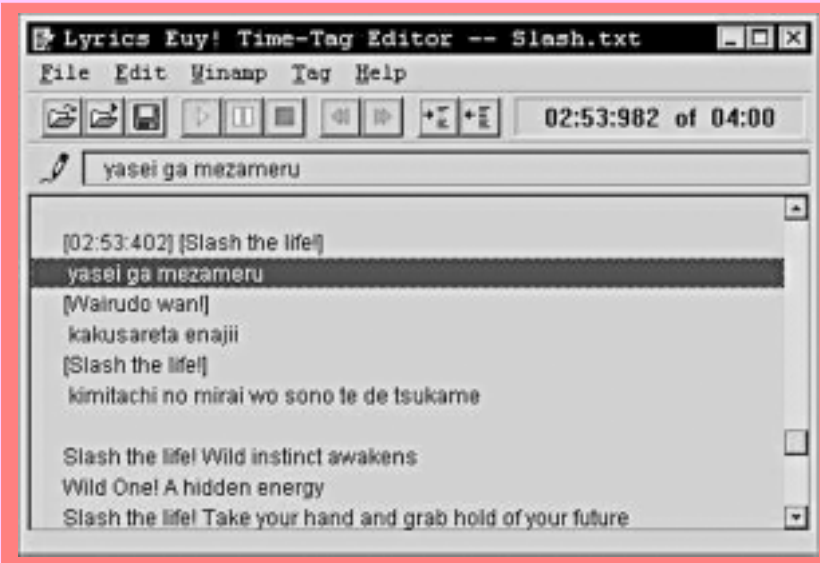 Lyrics Euy! Time-Tag Editor -- Slash.txt
File Edit Winamp Tag Help
02:53:982 of 04:00
yasei ga mezameru
[02:53:402] [Slash the life!]
yasei ga mezameru
[Wairudo wan!]
kakusareta enajii
[Slash the life!]
kimitachi no mirai wo sono te de tsukame
Slash the life! Wild instinct awakens
Wild One! A hidden energy
Slash the life! Take your hand and grab hold of your future